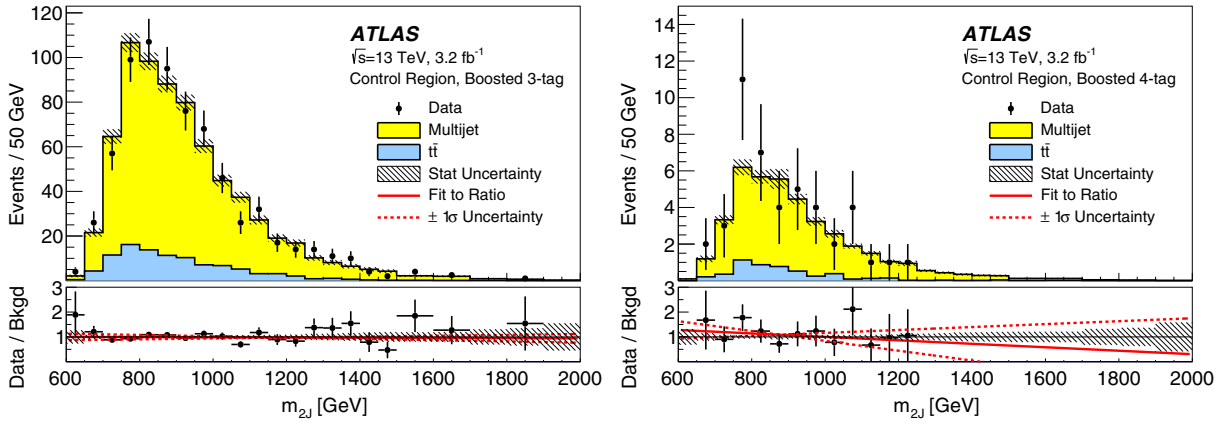 ATLAS
√s=13 TeV, 3.2 fb⁻¹
Control Region, Boosted 3-tag
Data
Multijet
tt̄
Stat Uncertainty
Fit to Ratio
± 1σ Uncertainty
Events / 50 GeV
120
100
80
60
40
20
Data / Bkgd
3
2
1
600 800 1000 1200 1400 1600 1800 2000
m2J [GeV]
ATLAS
√s=13 TeV, 3.2 fb⁻¹
Control Region, Boosted 4-tag
Data
Multijet
tt̄
Stat Uncertainty
Fit to Ratio
± 1σ Uncertainty
Events / 50 GeV
14
12
10
8
6
4
2
Data / Bkgd
3
2
1
600 800 1000 1200 1400 1600 1800 2000
m2J [GeV]